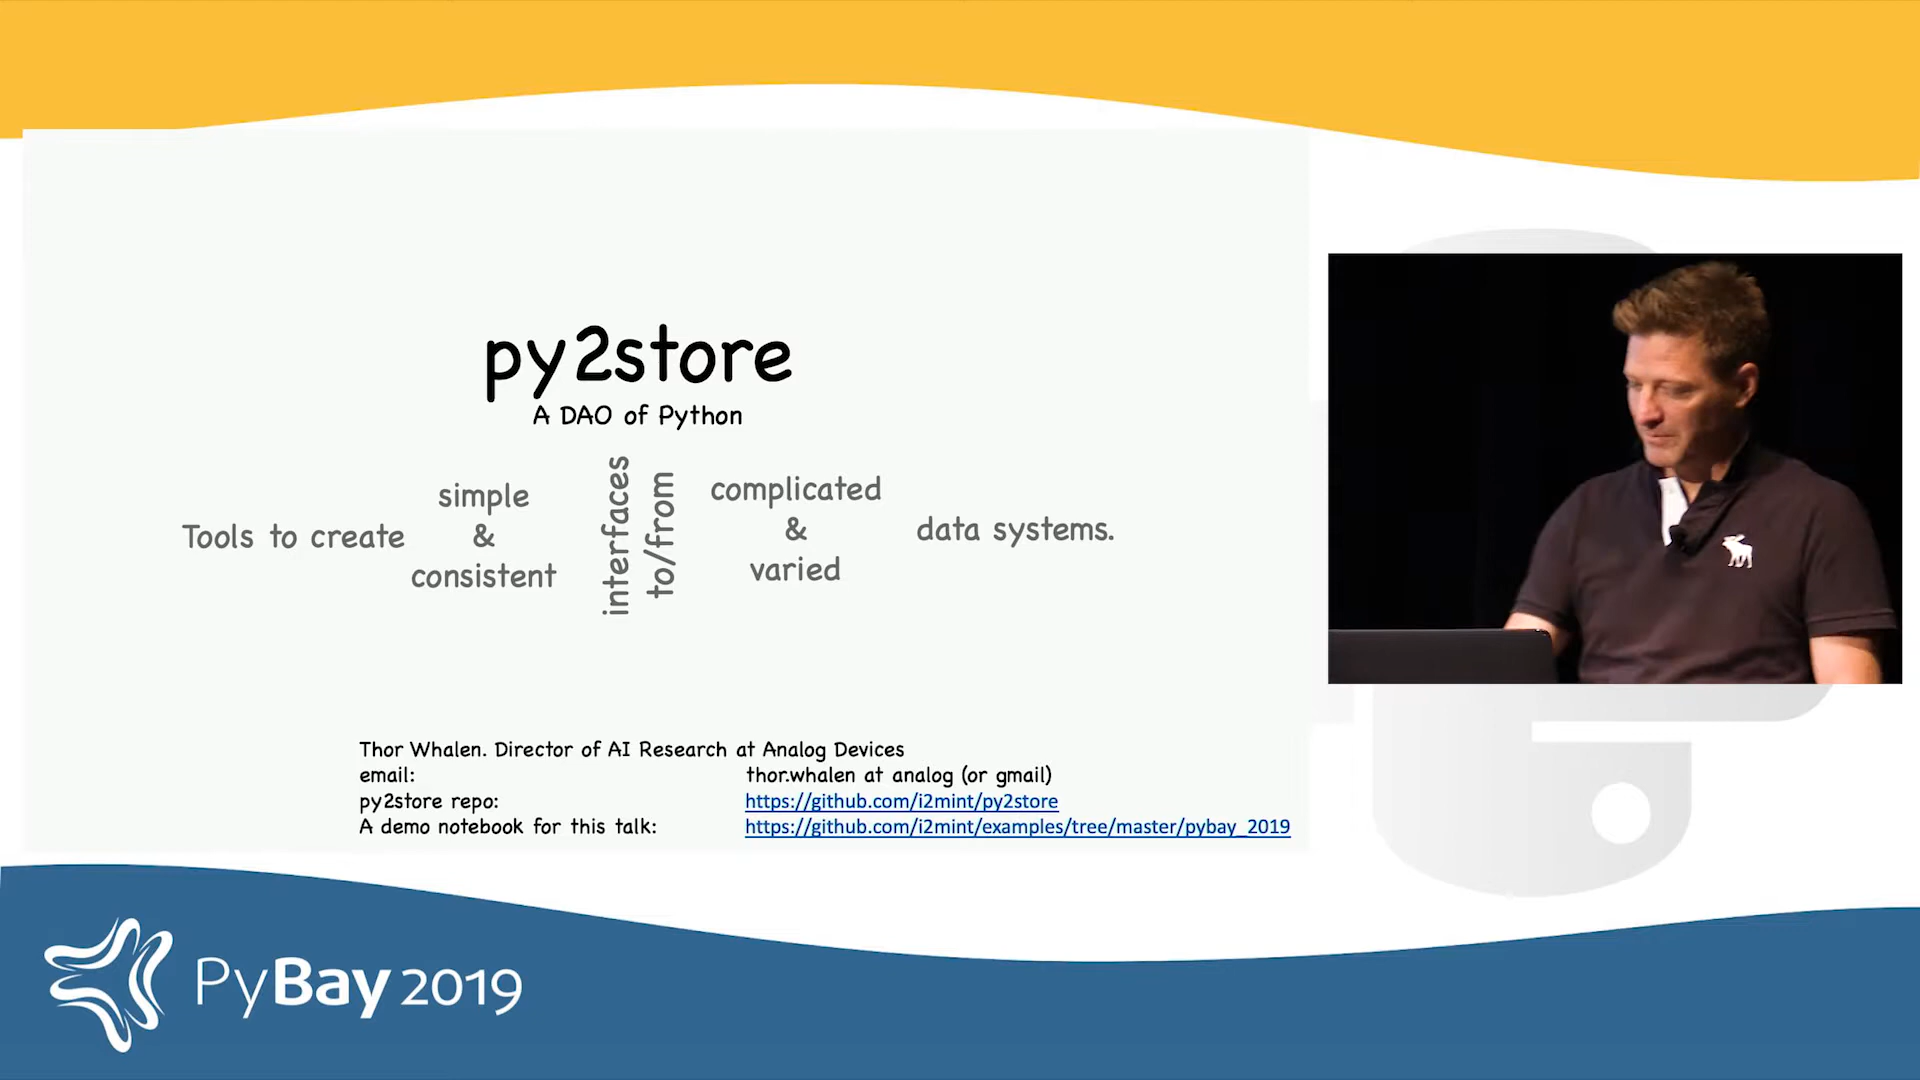 py2store
A DAO of Python
Tools to create
simple
&
consistent
interfaces
to/from
complicated
&
varied
data systems.
Thor Whalen. Director of AI Research at Analog Devices
email: thor.whalen at analog (or gmail)
py2store repo: https://github.com/i2mint/py2store
A demo notebook for this talk: https://github.com/i2mint/examples/tree/master/pybay_2019
PyBay 2019